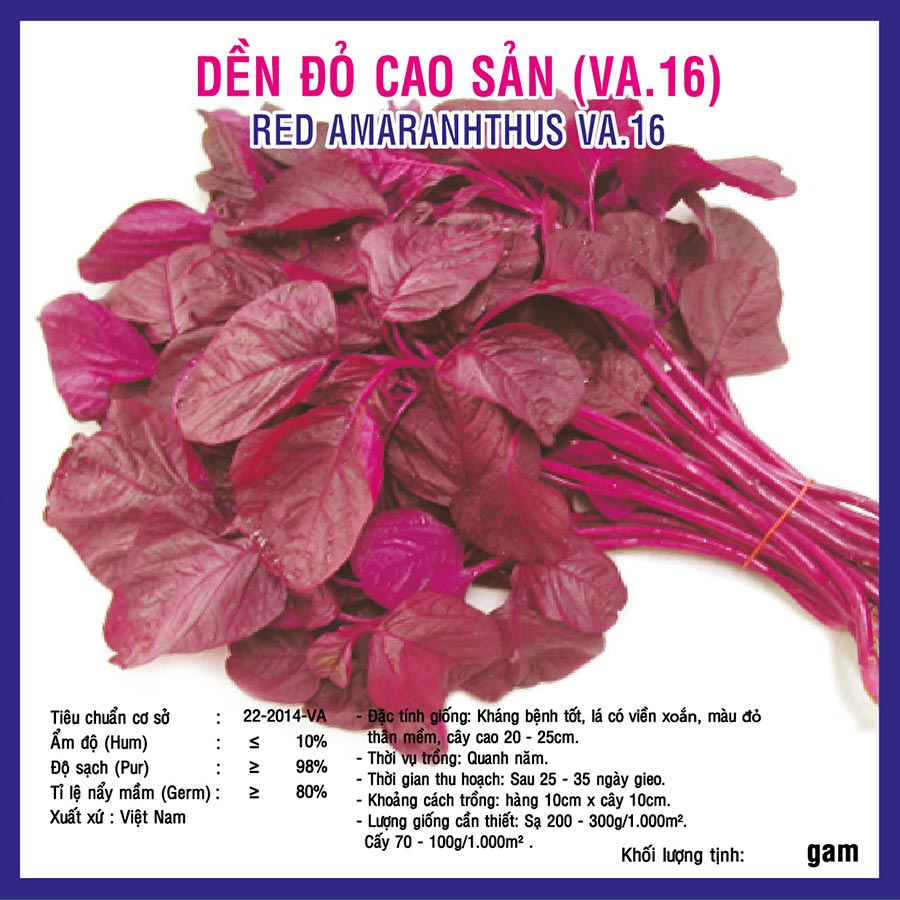 DỀN ĐỎ CAO SẢN (VA.16)
RED AMARANHTHUS VA.16
Tiêu chuẩn cơ sở : 22-2014-VA
Ẩm độ (Hum) : ≤ 10%
Độ sạch (Pur) : ≥ 98%
Tỉ lệ nẩy mầm (Germ) : ≥ 80%
Xuất xứ : Việt Nam
- Đặc tính giống: Kháng bệnh tốt, lá có viền xoắn, màu đỏ
thân mềm, cây cao 20 - 25cm.
- Thời vụ trồng: Quanh năm.
- Thời gian thu hoạch: Sau 25 - 35 ngày gieo.
- Khoảng cách trồng: hàng 10cm x cây 10cm.
- Lượng giống cần thiết: Sạ 200 - 300g/1.000m².
Cấy 70 - 100g/1.000m² .
Khối lượng tịnh: gam